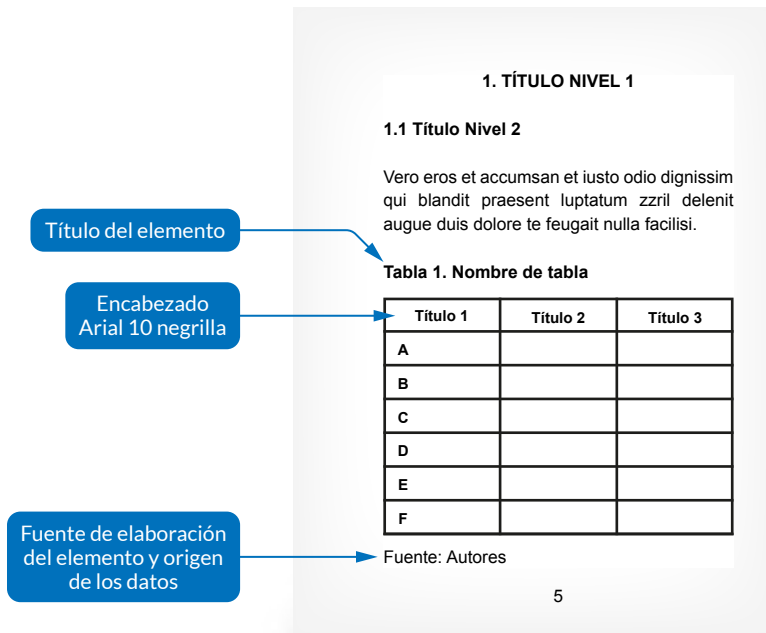 1. TÍTULO NIVEL 1
1.1 Título Nivel 2
Vero eros et accumsan et iusto odio dignissim
qui blandit praesent luptatum zzril delenit
augue duis dolore te feugait nulla facilisi.
Título del elemento
Tabla 1. Nombre de tabla
Encabezado
Arial 10 negrilla
Título 1 Título 2 Título 3
A
B
C
D
E
F
Fuente de elaboración
del elemento y origen
de los datos
Fuente: Autores
5